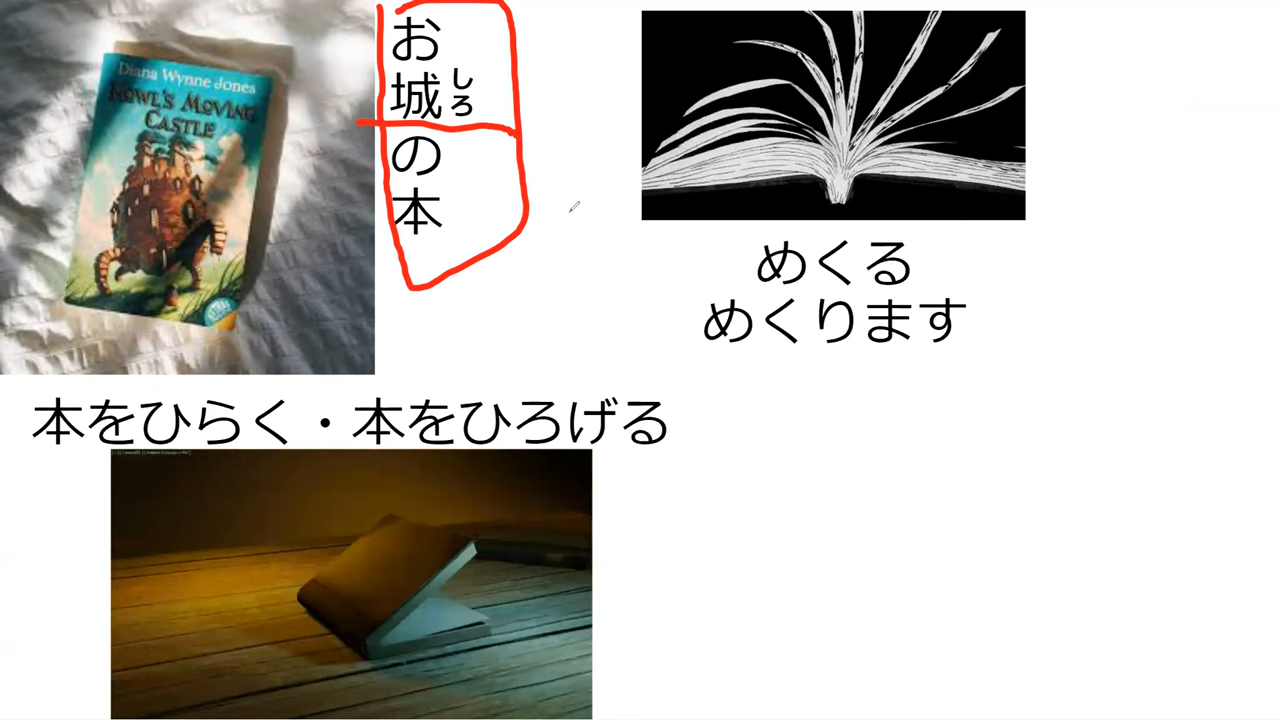 Diana Wynne Jones
HOWL'S MOVING
CASTLE
お城の本
しろ
めくる
めくります
本をひらく・本をひろげる